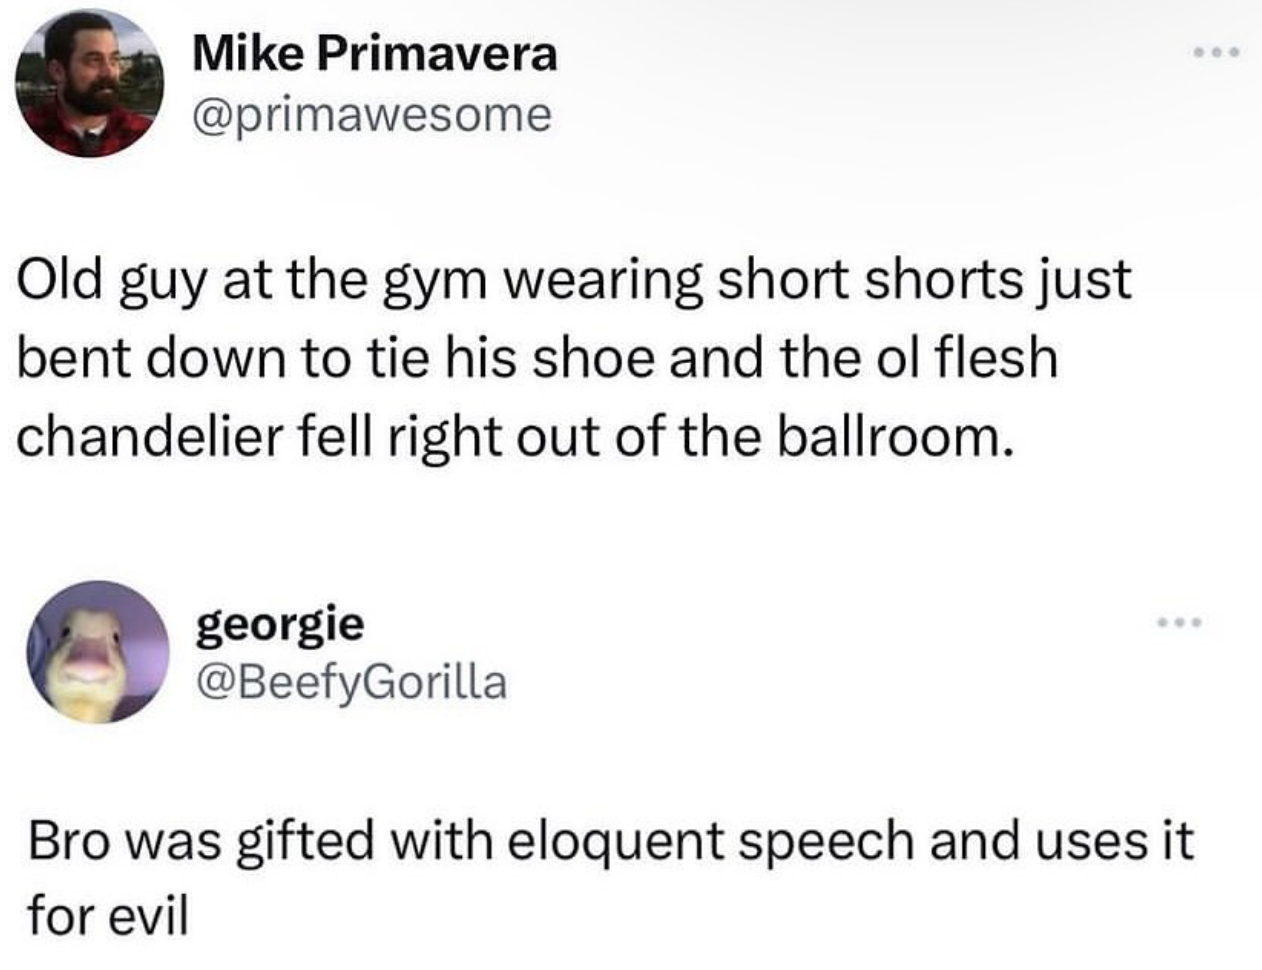 Mike Primavera
@primawesome
Old guy at the gym wearing short shorts just
bent down to tie his shoe and the ol flesh
chandelier fell right out of the ballroom.
georgie
@BeefyGorilla
Bro was gifted with eloquent speech and uses it
for evil